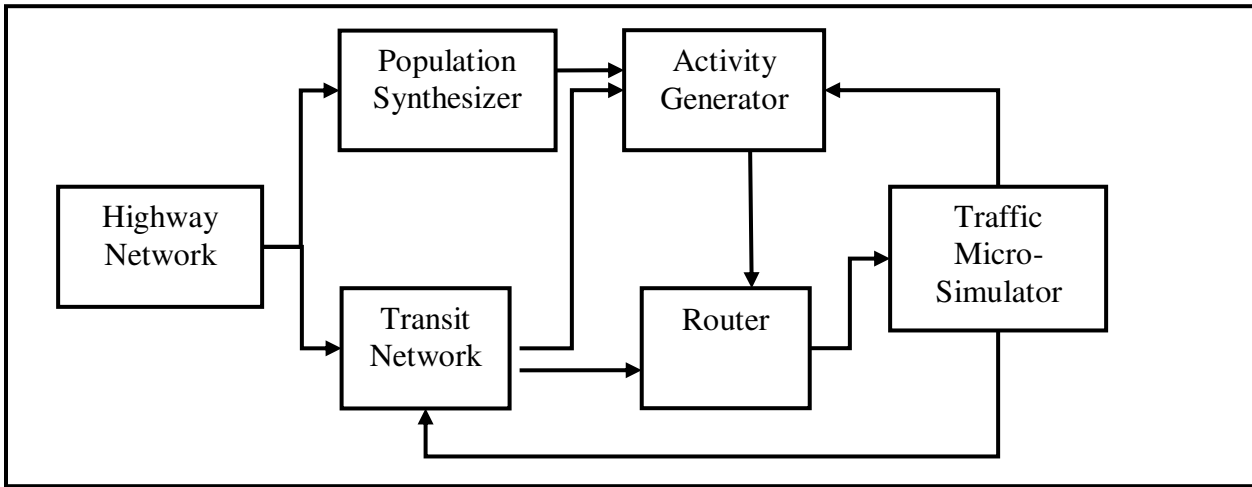 Population
Synthesizer
Activity
Generator
Highway
Network
Transit
Network
Router
Traffic
Micro-
Simulator